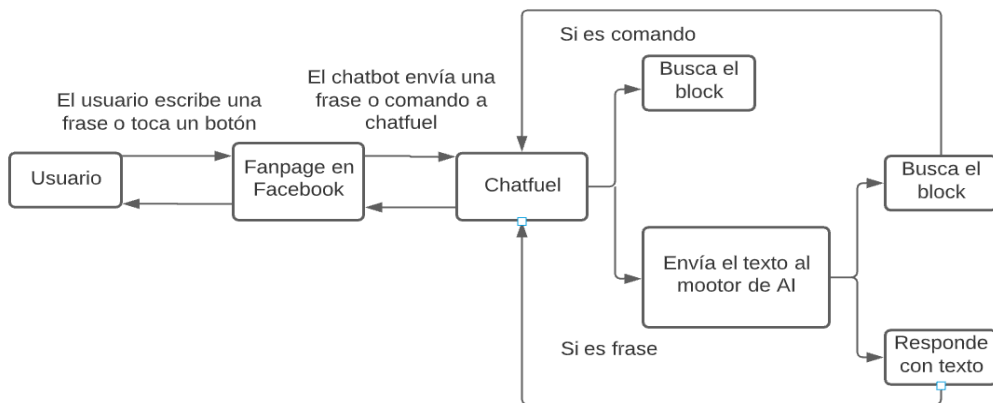 Si es comando
El chatbot envía una
frase o comando a
chatfuel
El usuario escribe una
frase o toca un botón
Busca el
block
Usuario
Fanpage en
Facebook
Chatfuel
Busca el
block
Envía el texto al
mootor de AI
Si es frase
Responde
con texto